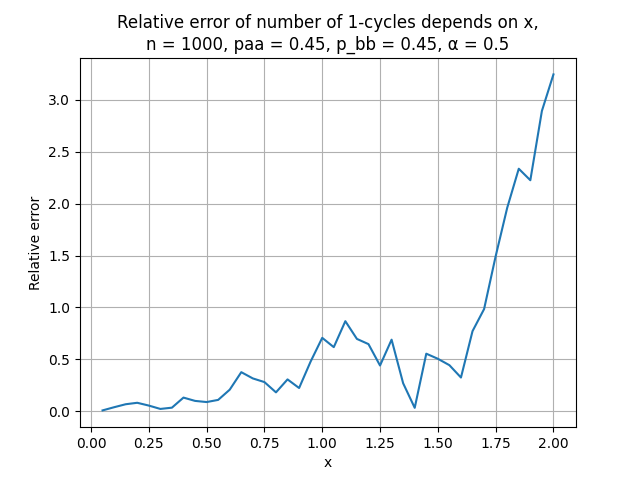 Relative error of number of 1-cycles depends on x,
n = 1000, paa = 0.45, p_bb = 0.45, α = 0.5
Relative error
3.0
2.5
2.0
1.5
1.0
0.5
0.0
0.00 0.25 0.50 0.75 1.00 1.25 1.50 1.75 2.00
x